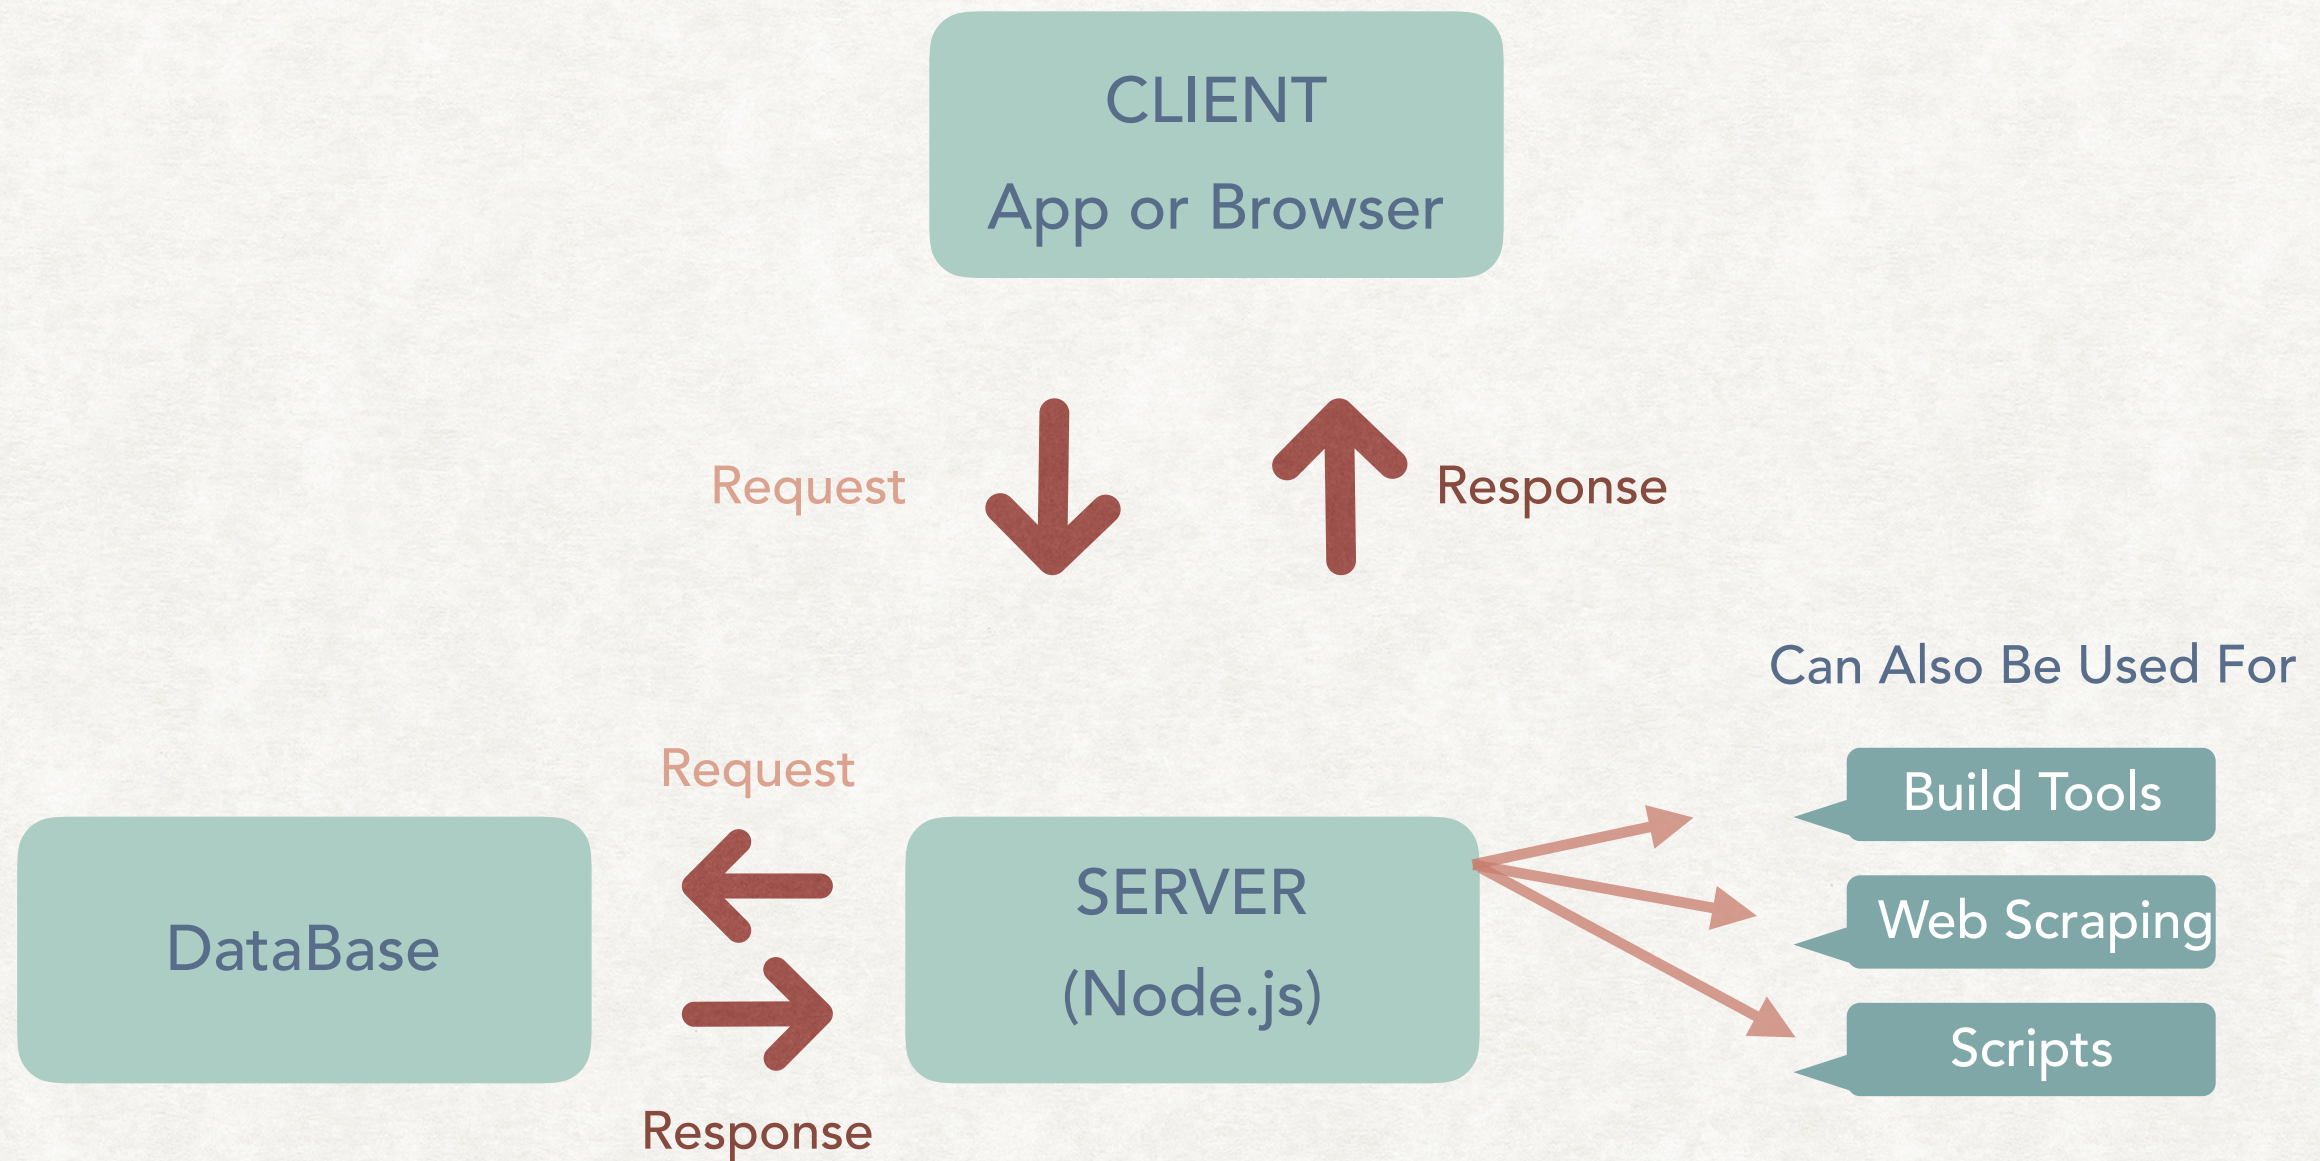 CLIENT
App or Browser
Request
Response
Can Also Be Used For
Request
Build Tools
DataBase
SERVER
(Node.js)
Web Scraping
Scripts
Response